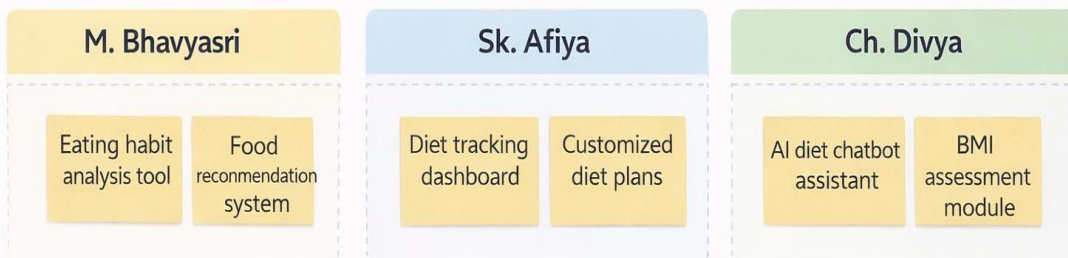 M. Bhavyasri
Eating habit
analysis tool
Food
reconmendation
system
Sk. Afiya
Diet tracking
dashboard
Customized
diet plans
Ch. Divya
AI diet chatbot
assistant
BMI
assessment
module